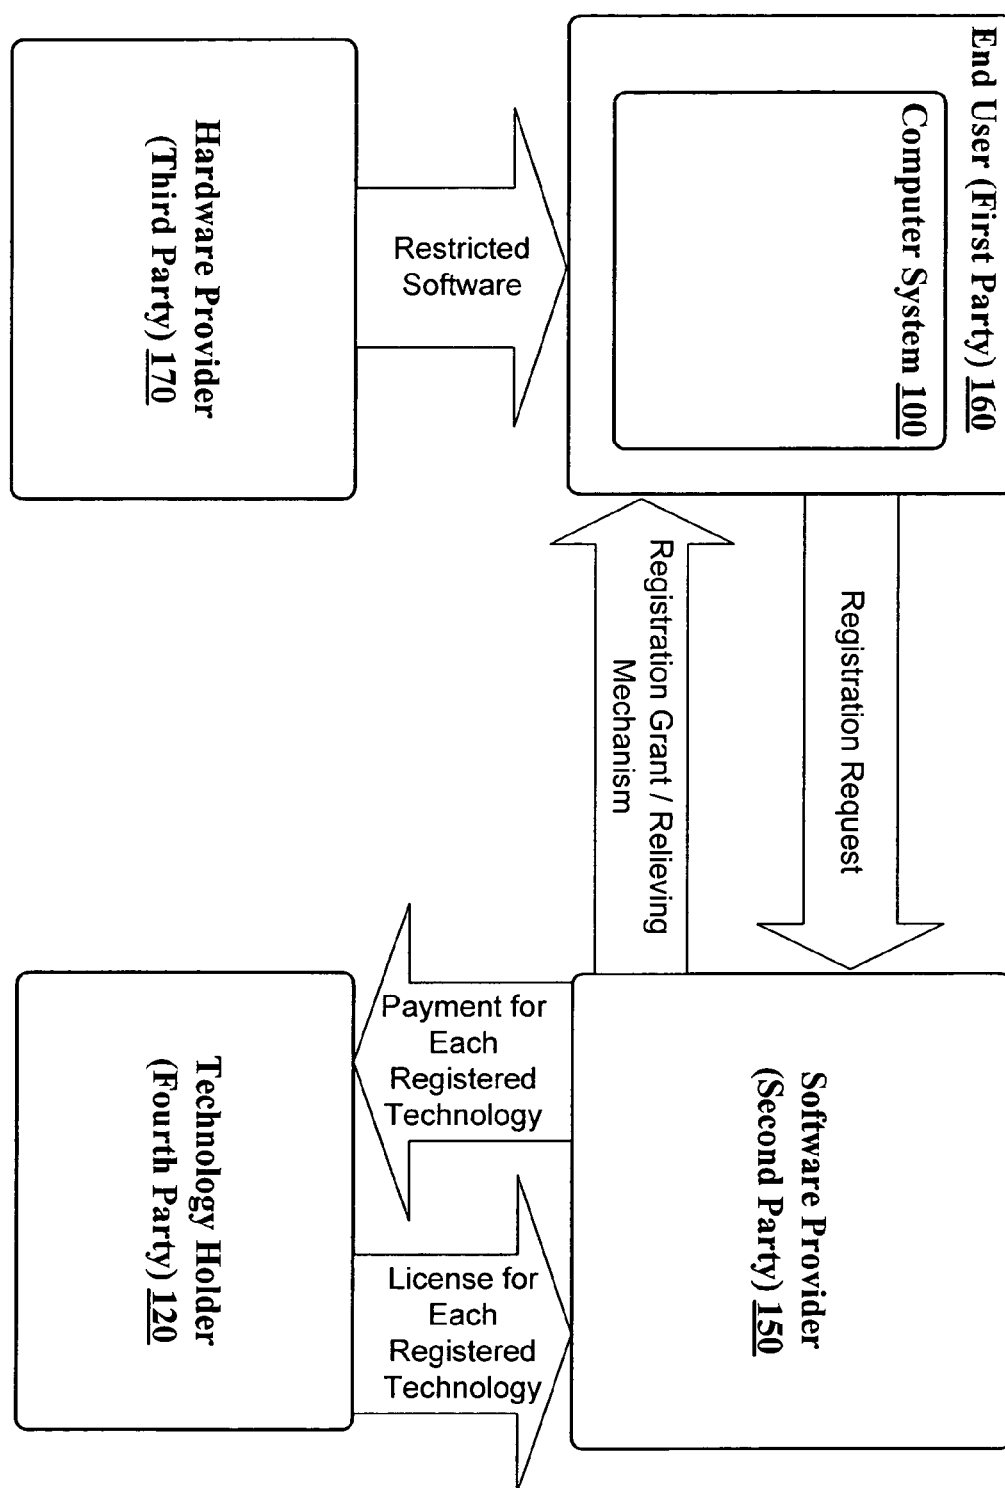 End User (First Party) 160
Computer System 100
Registration Request
Registration Grant / Relieving
Mechanism
Software Provider
(Second Party) 150
Restricted
Software
Payment for
Each
Registered
Technology
License for
Each
Registered
Technology
Hardware Provider
(Third Party) 170
Technology Holder
(Fourth Party) 120